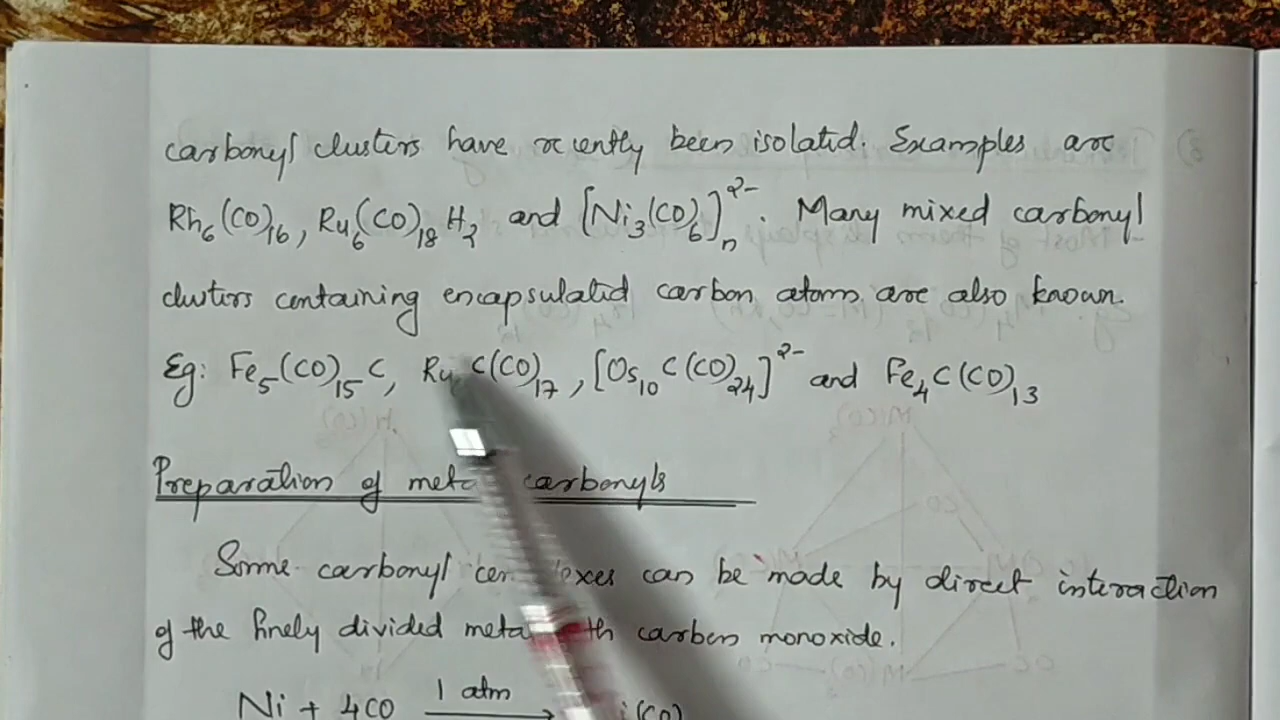 carbonyl clusters have recently been isolated. Examples are
Rh₆(CO)₁₆, Ru₆(CO)₁₈H₂ and [Ni₃(CO)₆]ₙ²⁻. Many mixed carbonyl
clusters containing encapsulated carbon atoms are also known.
Eg: Fe₅(CO)₁₅C, Ru C(CO)₁₇, [Os₁₀C(CO)₂₄]²⁻ and Fe₄C(CO)₁₃
Preparation of metal carbonyls
Some carbonyl complexes can be made by direct interaction
of the finely divided metal with carbon monoxide.
Ni + 4CO 1 atm → (CO)